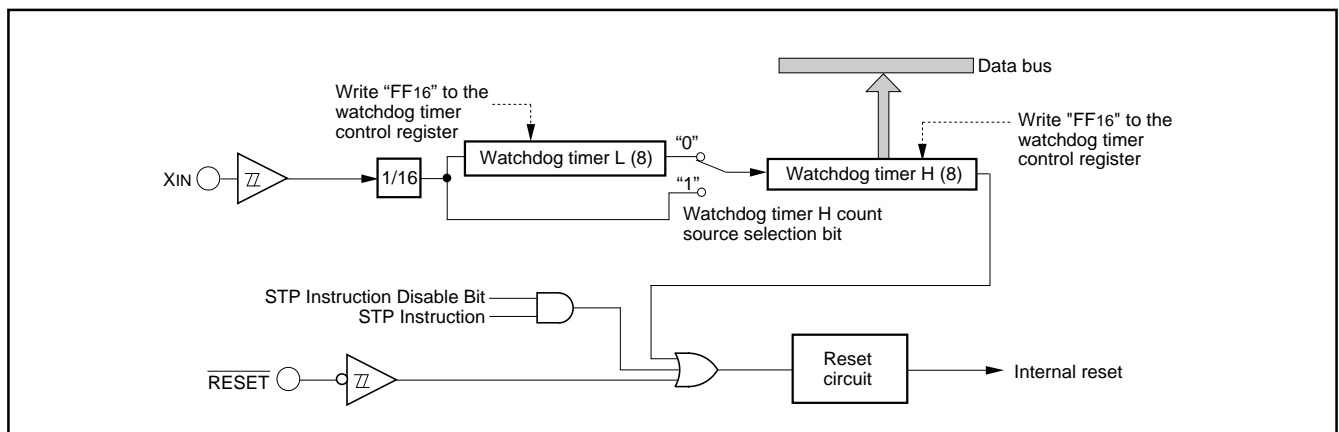 Data bus
Write “FF16” to the
watchdog timer
control register
Write "FF16" to the
watchdog timer
control register
“0”
Watchdog timer L (8)
XIN
1/16
Watchdog timer H (8)
“1”
Watchdog timer H count
source selection bit
STP Instruction Disable Bit
STP Instruction
RESET
Reset
circuit
Internal reset